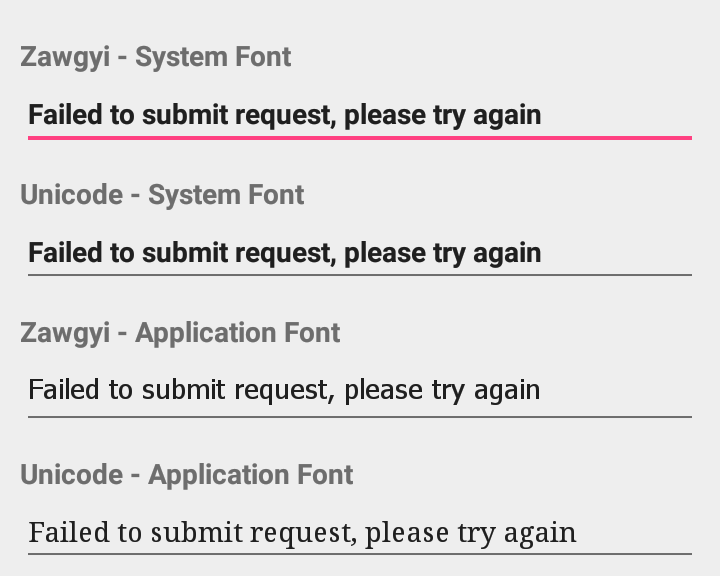 Zawgyi - System Font
Failed to submit request, please try again
Unicode - System Font
Failed to submit request, please try again
Zawgyi - Application Font
Failed to submit request, please try again
Unicode - Application Font
Failed to submit request, please try again